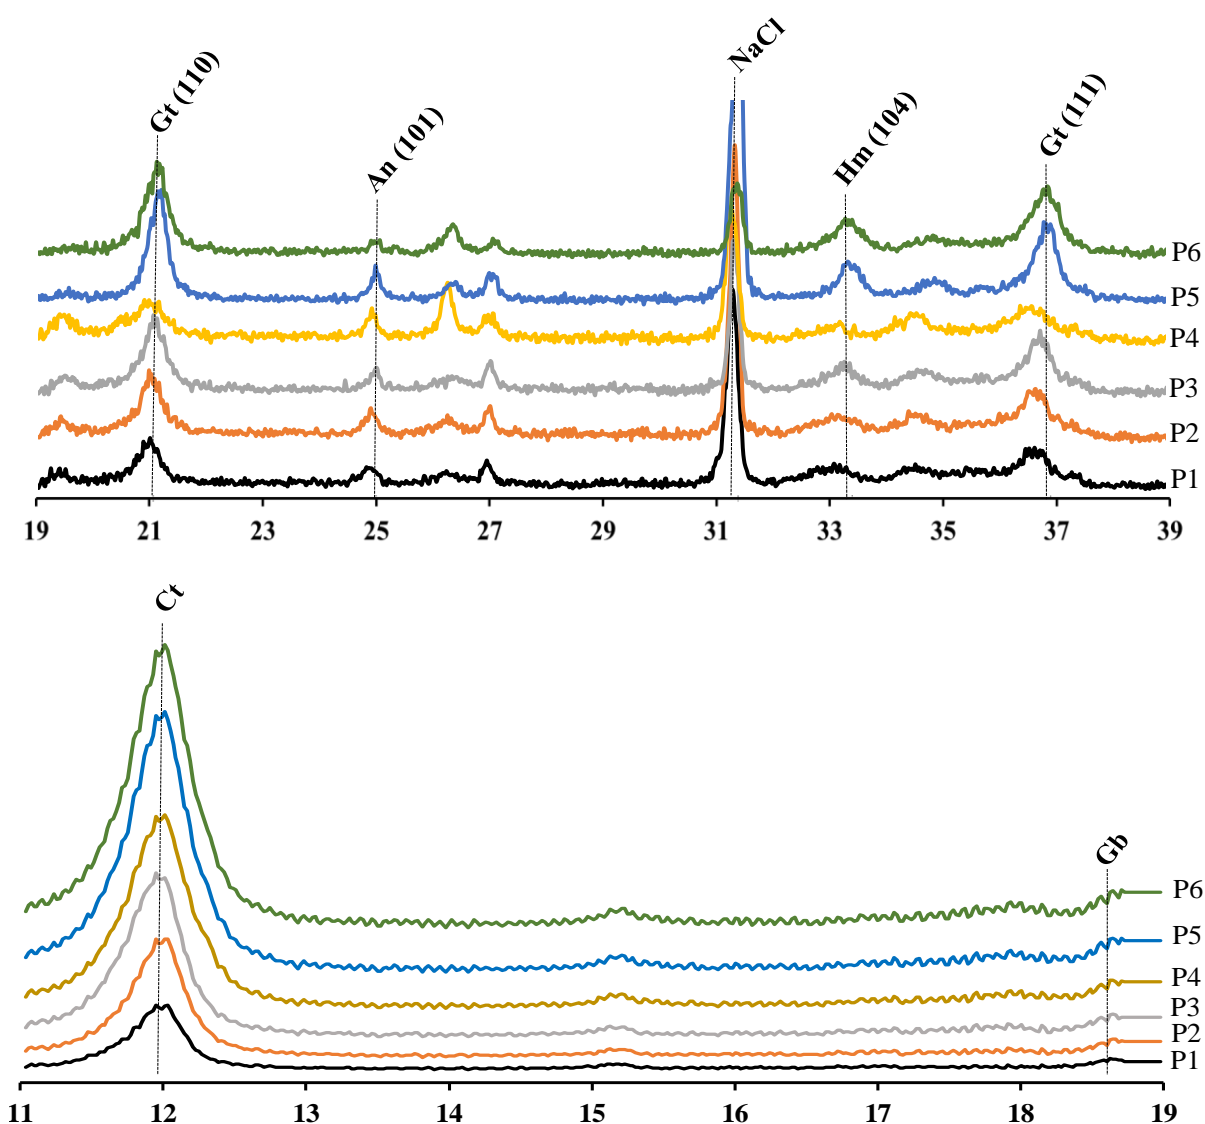 Gt (110)
An (101)
NaCl
Hm (104)
Gt (111)
P6
P5
P4
P3
P2
P1
19 21 23 25 27 29 31 33 35 37 39
Ct
Gb
P6
P5
P4
P3
P2
P1
11 12 13 14 15 16 17 18 19